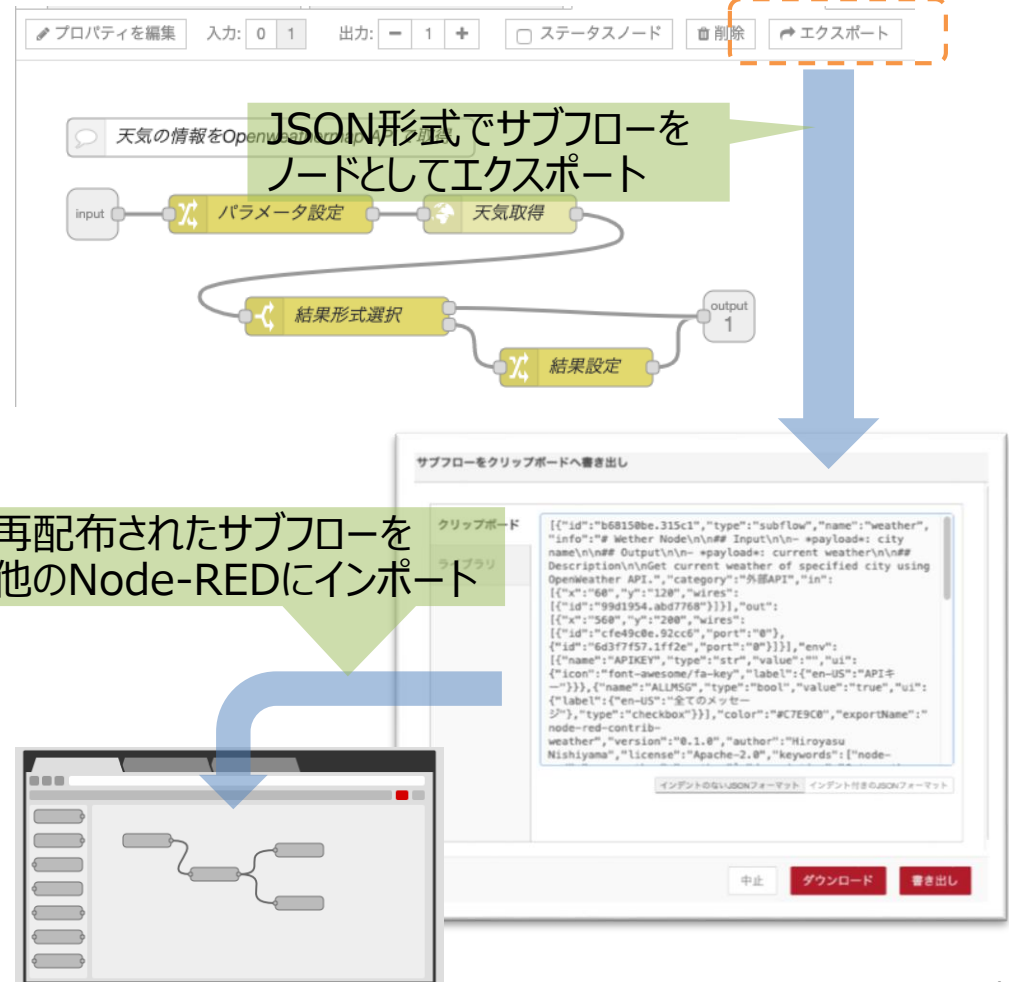 プロパティを編集 入力: 0 1 出力: 1 ステータスノード 削除 エクスポート
天気の情報をOpenweathermap APIで取得
JSON形式でサブフローを
ノードとしてエクスポート
input パラメータ設定 天気取得
結果形式選択
output
1
結果設定
サブフローをクリップボードへ書き出し
再配布されたサブフローを
他のNode-REDにインポート
クリップボード
ライブラリ
[{"id":"b68150be.315c1","type":"subflow","name":"weather",
"info":"# Wether Node\n\n## Input\n\n- *payload*: city
name\n\n## Output\n\n- *payload*: current weather\n\n##
Description\n\nGet current weather of specified city using
OpenWeather API.","category":"外部API","in":
[{"x":"60","y":"120","wires":
[{"id":"99d1954.abd7768"}]}],"out":
[{"x":"560","y":"200","wires":
[{"id":"cfe49c0e.92cc6","port":"0"},
{"id":"6d3f7f57.1ff2e","port":"0"}]}],"env":
[{"name":"APIKEY","type":"str","value":"","ui":
{"icon":"font-awesome/fa-key","label":{"en-US":"APIキ
ー"}}},{"name":"ALLMSG","type":"bool","value":"true","ui":
{"label":{"en-US":"全てのメッセー
ジ"},"type":"checkbox"}}],"color":"#C7E9C0","exportName":"
node-red-contrib-
weather","version":"0.1.0","author":"Hiroyasu
Nishiyama","license":"Apache-2.0","keywords":["node-
インデントのないJSONフォーマット インデント付きのJSONフォーマット
中止 ダウンロード 書き出し